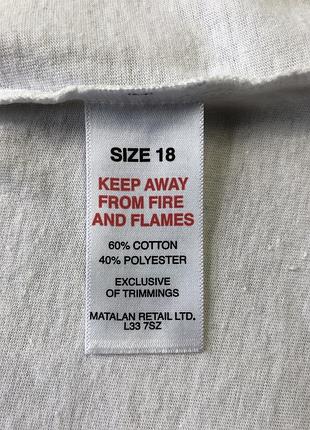 SIZE 18
KEEP AWAY
FROM FIRE
AND FLAMES
60% COTTON
40% POLYESTER
EXCLUSIVE
OF TRIMMINGS
MATALAN RETAIL LTD.
L33 7SZ